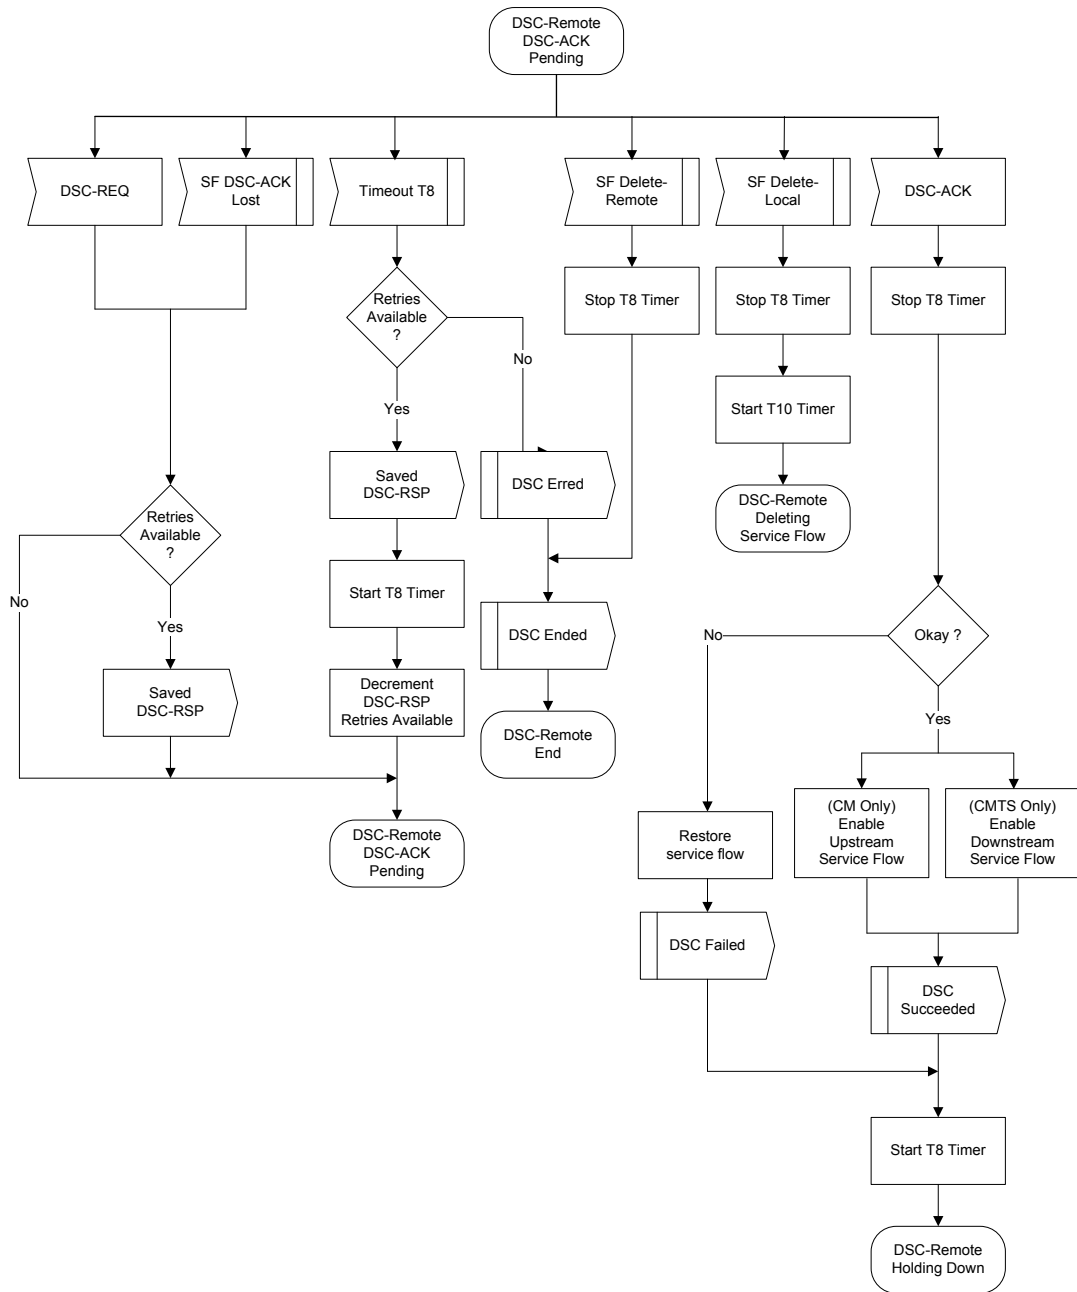 DSC-Remote
DSC-ACK
Pending
DSC-REQ
SF DSC-ACK
Lost
Timeout T8
SF Delete-
Remote
SF Delete-
Local
DSC-ACK
Retries
Available
?
Stop T8 Timer
Stop T8 Timer
Stop T8 Timer
No
Yes
Start T10 Timer
Saved
DSC-RSP
DSC Erred
DSC-Remote
Deleting
Service Flow
Retries
Available
?
No
Yes
Start T8 Timer
DSC Ended
No
Okay ?
Saved
DSC-RSP
Decrement
DSC-RSP
Retries Available
DSC-Remote
End
Yes
DSC-Remote
DSC-ACK
Pending
Restore
service flow
(CM Only)
Enable
Upstream
Service Flow
(CMTS Only)
Enable
Downstream
Service Flow
DSC Failed
DSC
Succeeded
Start T8 Timer
DSC-Remote
Holding Down